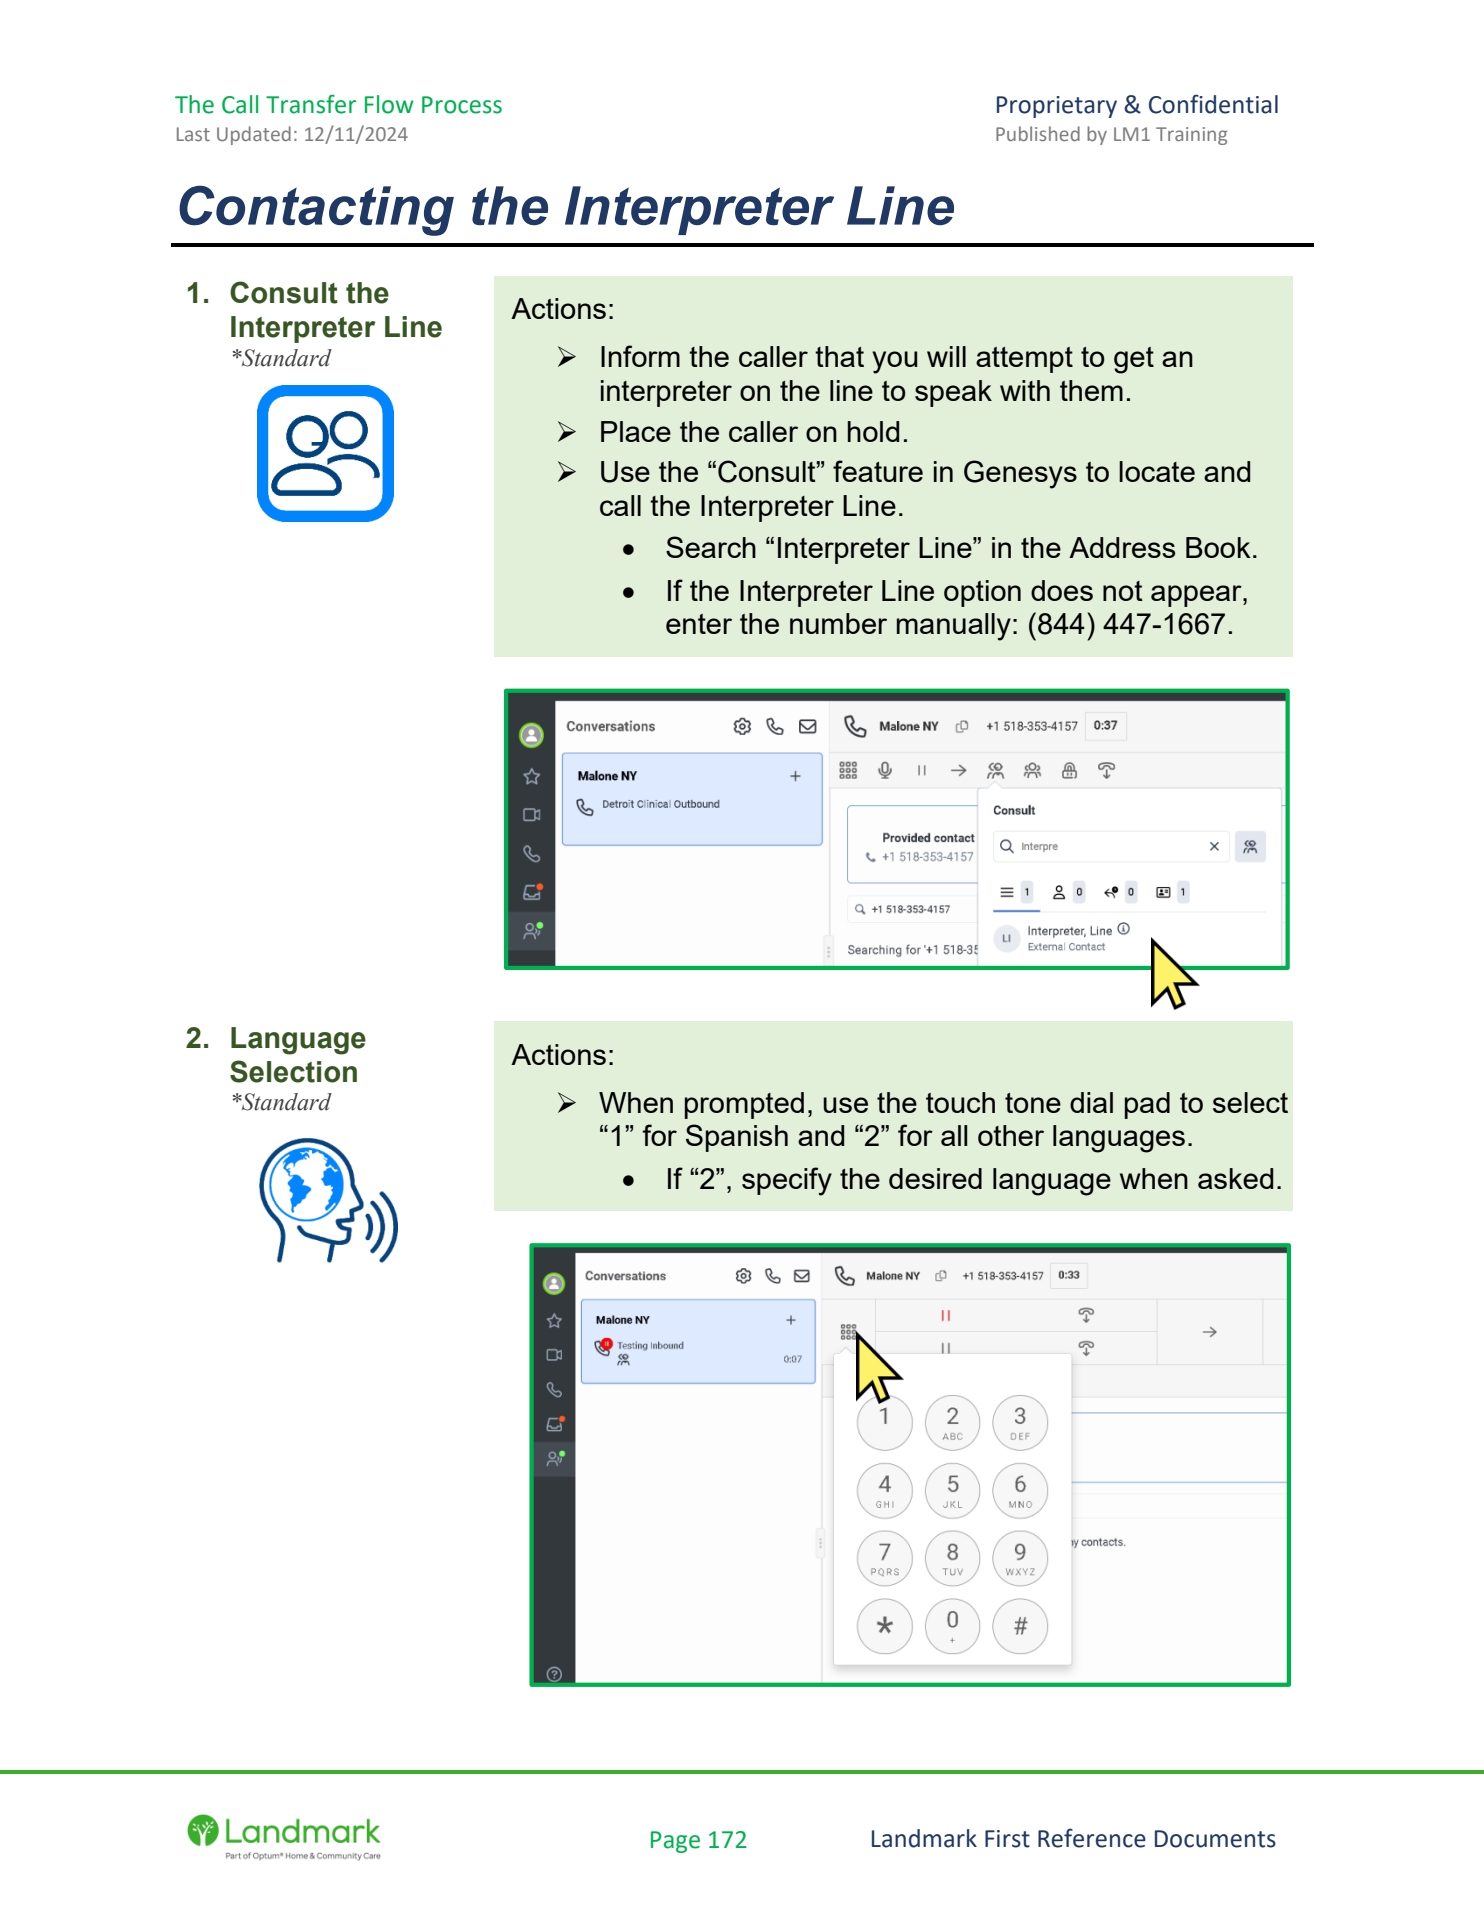 The Call Transfer Flow Process
Last Updated: 12/11/2024
Proprietary & Confidential
Published by LM1 Training
Contacting the Interpreter Line
1. Consult the
Interpreter Line
*Standard
Actions:
➢ Inform the caller that you will attempt to get an
interpreter on the line to speak with them.
➢ Place the caller on hold.
➢ Use the “Consult” feature in Genesys to locate and
call the Interpreter Line.
• Search “Interpreter Line” in the Address Book.
• If the Interpreter Line option does not appear,
enter the number manually: (844) 447-1667.
Conversations
Malone NY
Detroit Clinical Outbound
Malone NY +1 518-353-4157 0:37
Provided contact
+1 518-353-4157
+1 518-353-4157
Searching for '+1 518-35
Consult
Interpre
1 0 0 1
LI
Interpreter, Line
External Contact
2. Language
Selection
*Standard
Actions:
➢ When prompted, use the touch tone dial pad to select
“1” for Spanish and “2” for all other languages.
• If “2”, specify the desired language when asked.
Conversations
Malone NY
Testing Inbound
0:07
Malone NY +1 518-353-4157 0:33
1 2 3
ABC DEF
4 5 6
GHI JKL MNO
7 8 9
PQRS TUV WXYZ
* 0 #
+
y contacts.
Landmark
Part of Optum® Home & Community Care
Page 172
Landmark First Reference Documents